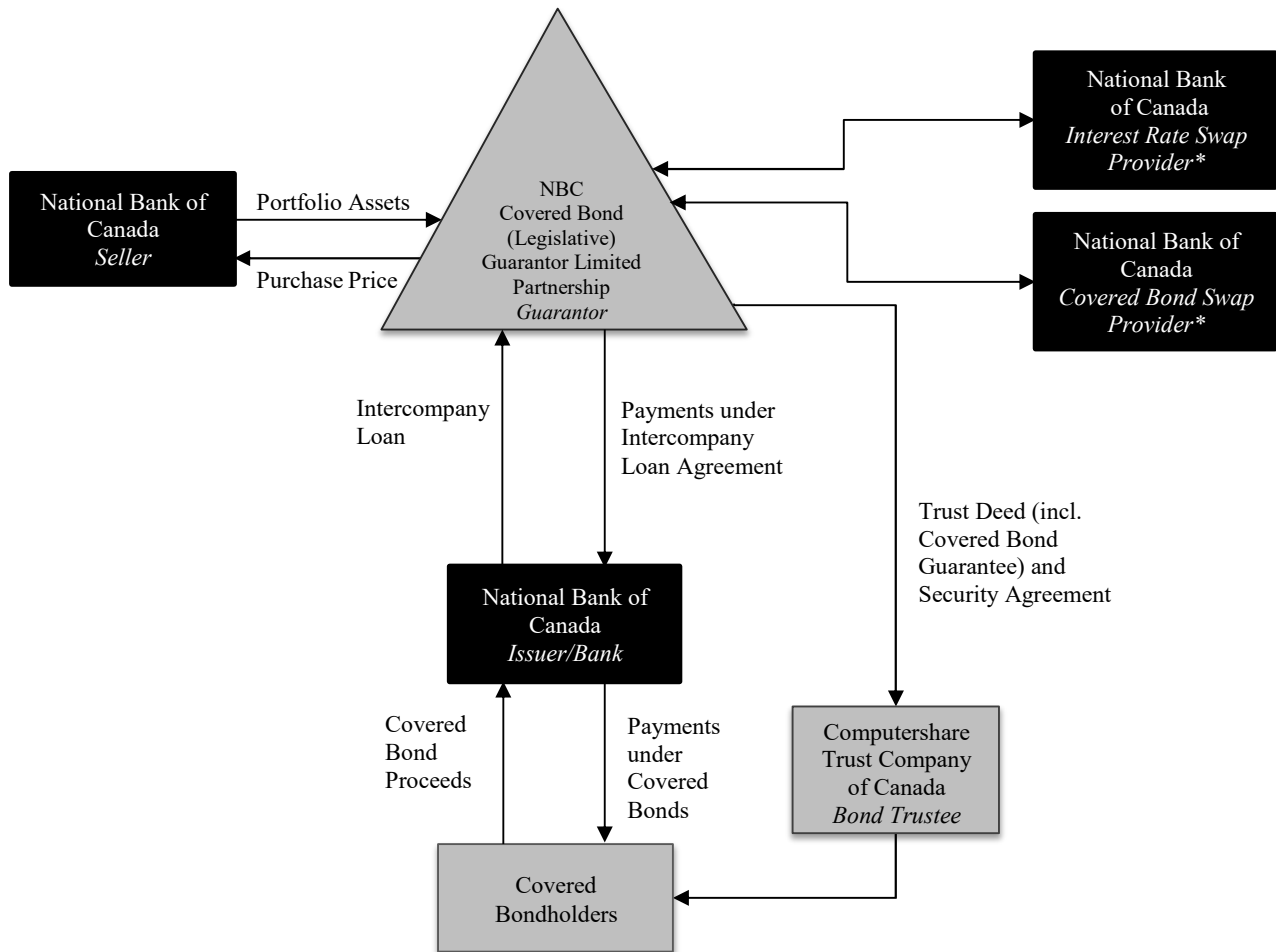 National Bank
of Canada
Interest Rate Swap
Provider*
NBC
Covered Bond
(Legislative)
Guarantor Limited
Partnership
Guarantor
National Bank of
Canada
Seller
Portfolio Assets
Purchase Price
National Bank of
Canada
Covered Bond Swap
Provider*
Intercompany
Loan
Payments under
Intercompany
Loan Agreement
Trust Deed (incl.
Covered Bond
Guarantee) and
Security Agreement
National Bank of
Canada
Issuer/Bank
Covered
Bond
Proceeds
Payments
under
Covered
Bonds
Computershare
Trust Company
of Canada
Bond Trustee
Covered
Bondholders